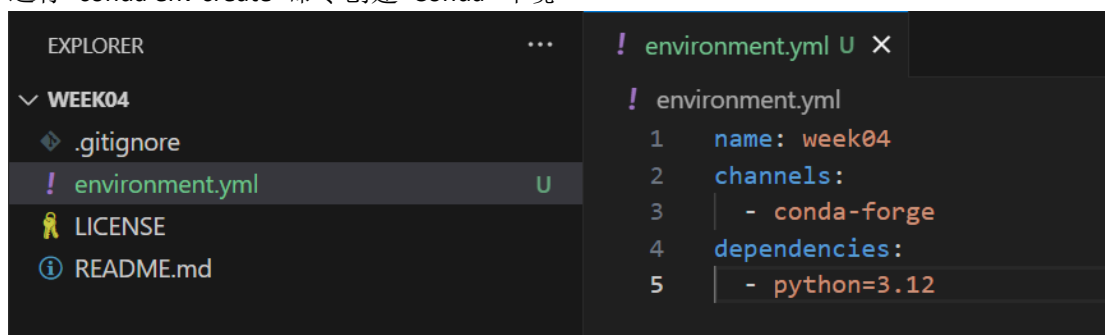 EXPLORER
WEEK04
.gitignore
environment.yml U
LICENSE
README.md
environment.yml U
environment.yml
1 name: week04
2 channels:
3 - conda-forge
4 dependencies:
5 - python=3.12